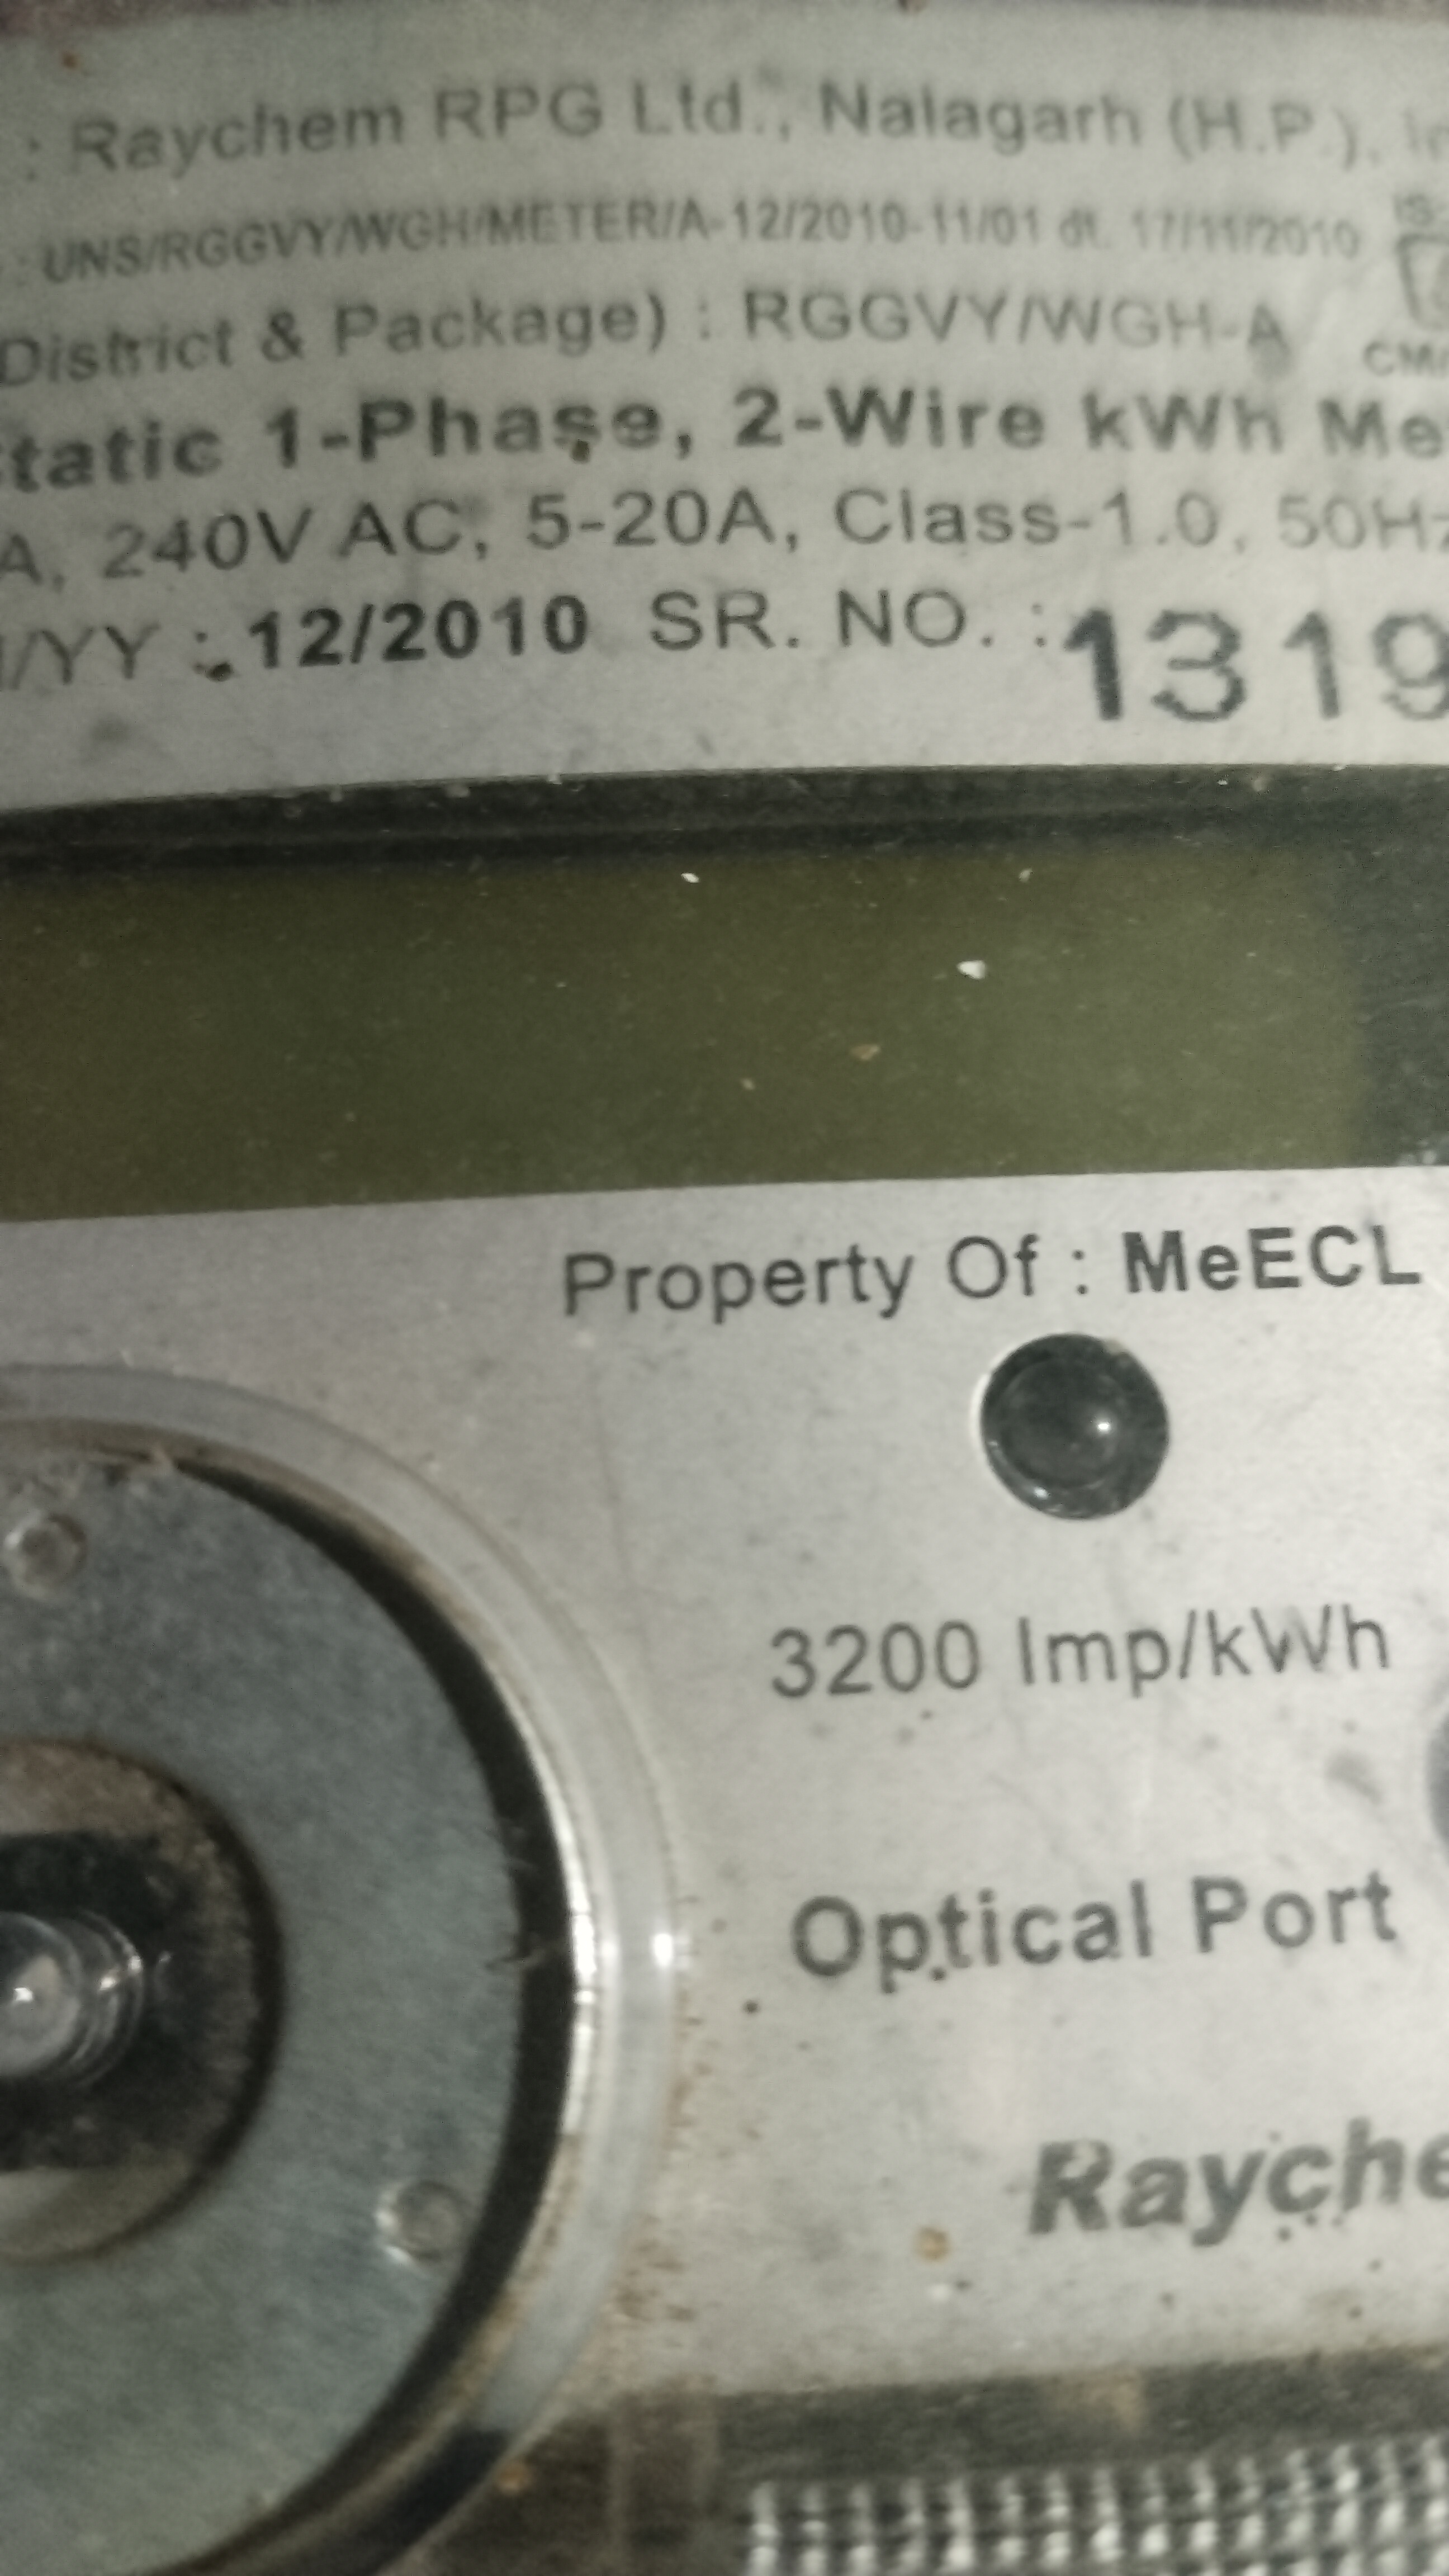 : Raychem RPG Ltd., Nalagarh (H.P.),
: UNS/RGGVY/WGH/METER/A-12/2010-11/01 dt. 17/11/2010
District & Package) : RGGVY/WGH-A
tatic 1-Phase, 2-Wire kWh Me
A, 240V AC, 5-20A, Class-1.0, 50Hz
/YY : 12/2010 SR. NO. : 1319
Property Of : MeECL
3200 Imp/kWh
Optical Port
Rayche